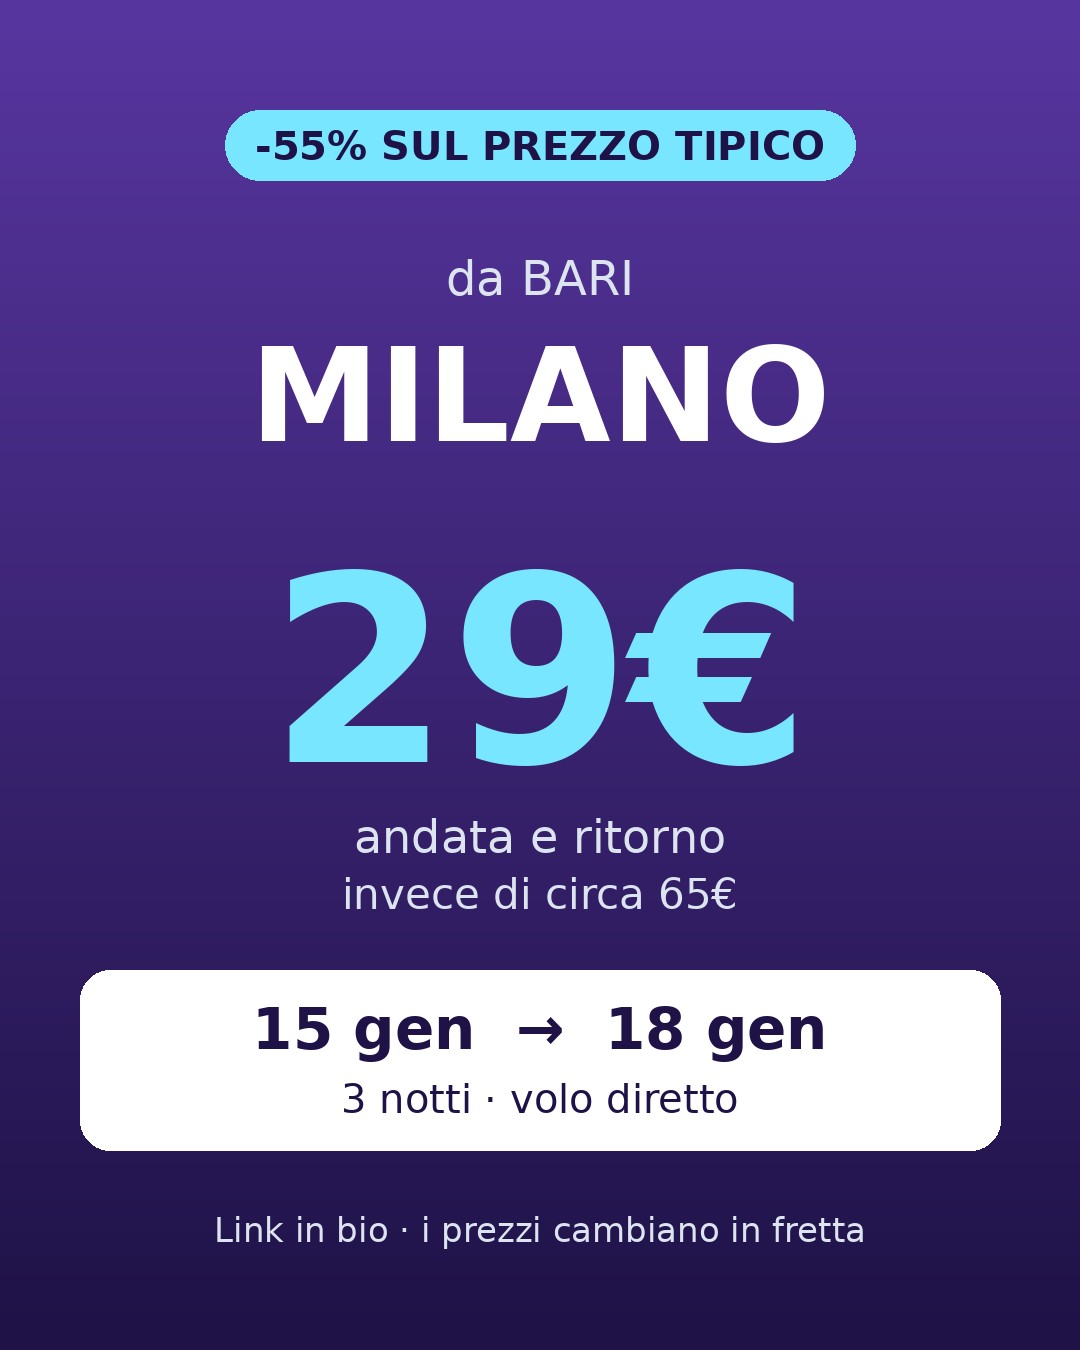 -55% SUL PREZZO TIPICO
da BARI
MILANO
29€
andata e ritorno
invece di circa 65€
15 gen → 18 gen
3 notti · volo diretto
Link in bio · i prezzi cambiano in fretta